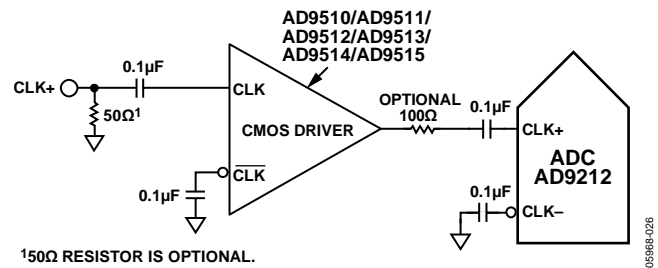 AD9510/AD9511/
AD9512/AD9513/
AD9514/AD9515
0.1µF
CLK+
50Ω¹
CLK
CMOS DRIVER
CLK
0.1µF
OPTIONAL
100Ω
0.1µF
CLK+
ADC
AD9212
0.1µF
CLK–
¹50Ω RESISTOR IS OPTIONAL.
05968-026